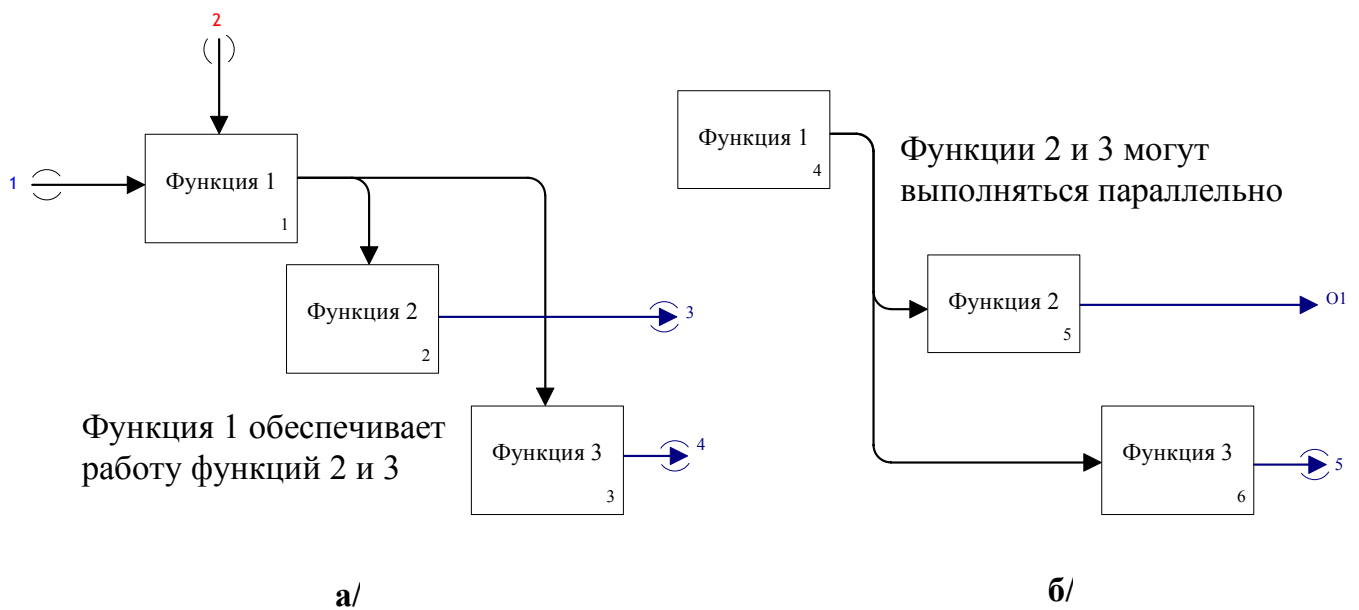 2
1
Функция 1
1
Функция 2
2
3
Функция 1 обеспечивает
работу функций 2 и 3
Функция 3
3
4
а/
Функция 1
4
Функции 2 и 3 могут
выполняться параллельно
Функция 2
5
O1
Функция 3
6
5
б/